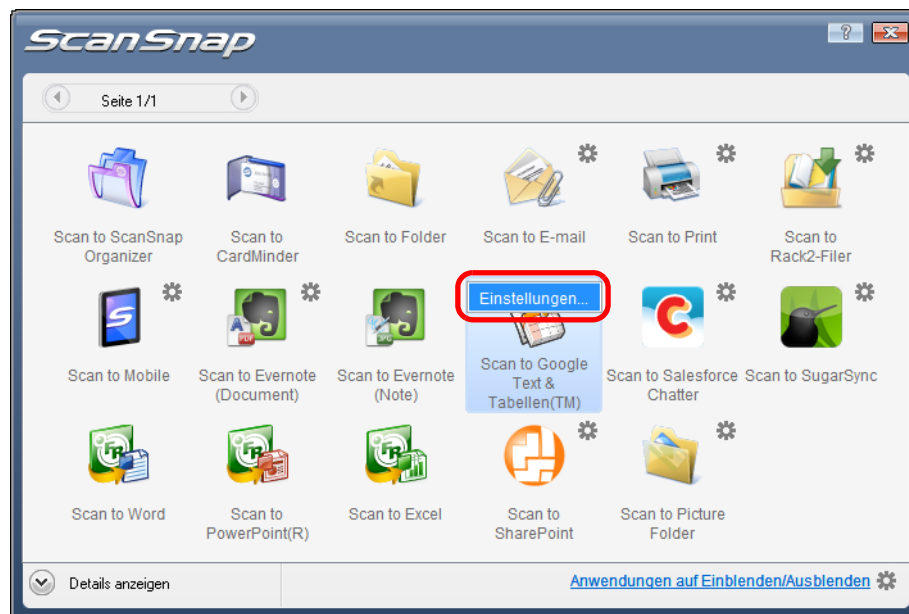 ScanSnap
Seite 1/1
Scan to ScanSnap
Organizer
Scan to
CardMinder
Scan to Folder
Scan to E-mail
Scan to Print
Scan to
Rack2-Filer
Einstellungen...
Scan to Mobile
Scan to Evernote
(Document)
Scan to Evernote
(Note)
Scan to Google
Text &
Tabellen(TM)
Scan to Salesforce
Chatter
Scan to SugarSync
Scan to Word
Scan to
PowerPoint(R)
Scan to Excel
Scan to
SharePoint
Scan to Picture
Folder
Details anzeigen
Anwendungen auf Einblenden/Ausblenden